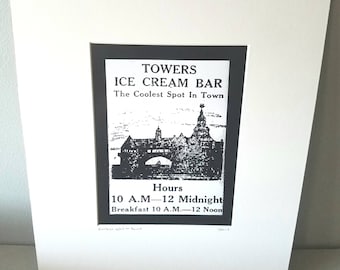 TOWERS
ICE CREAM BAR
The Coolest Spot In Town
Hours
10 A.M—12 Midnight
Breakfast 10 A.M—12 Noon